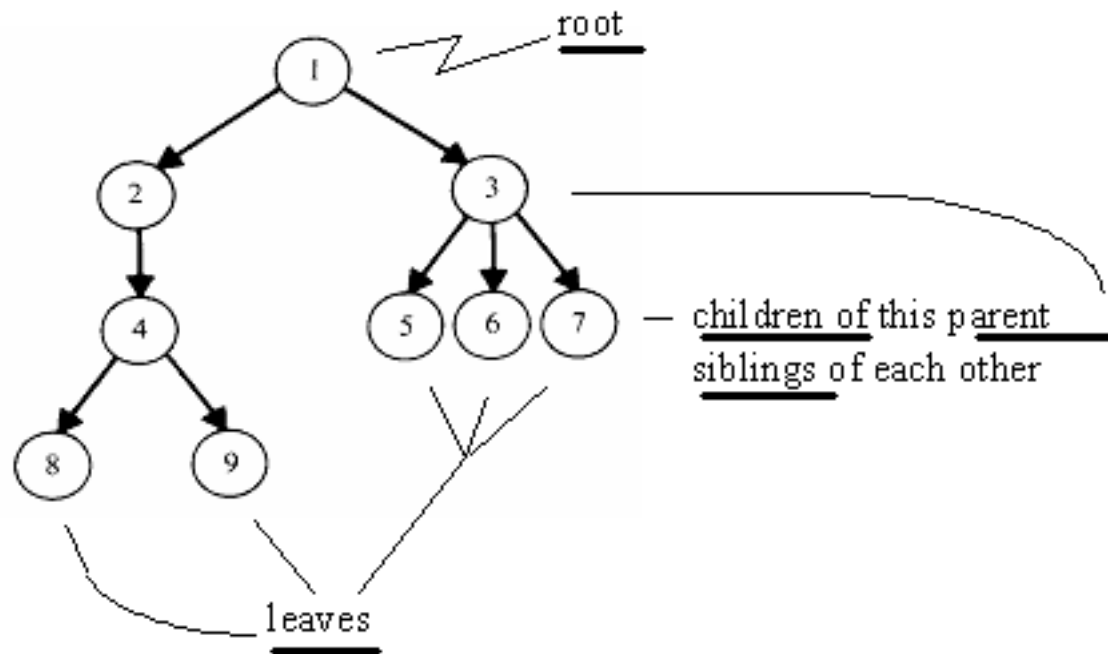 root
1
2
3
4
5
6
7
children of this parent
siblings of each other
8
9
leaves